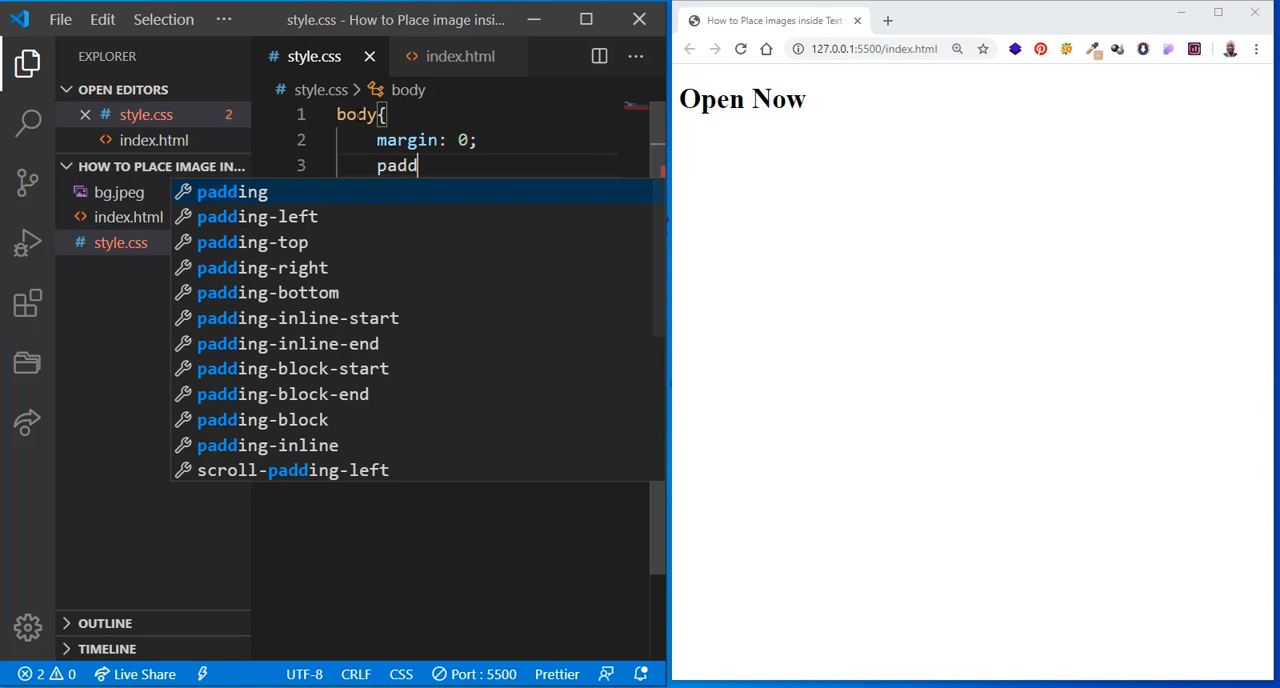 File Edit Selection ··· style.css - How to Place image insi...
EXPLORER
OPEN EDITORS
style.css 2
index.html
HOW TO PLACE IMAGE IN...
bg.jpeg
index.html
style.css
# style.css
<> index.html
# style.css > body
1 body{
2 margin: 0;
3 padd
padding
padding-left
padding-top
padding-right
padding-bottom
padding-inline-start
padding-inline-end
padding-block-start
padding-block-end
padding-block
padding-inline
scroll-padding-left
OUTLINE
TIMELINE
2 0 Live Share UTF-8 CRLF CSS Port : 5500 Prettier
How to Place images inside Text
127.0.0.1:5500/index.html
Open Now